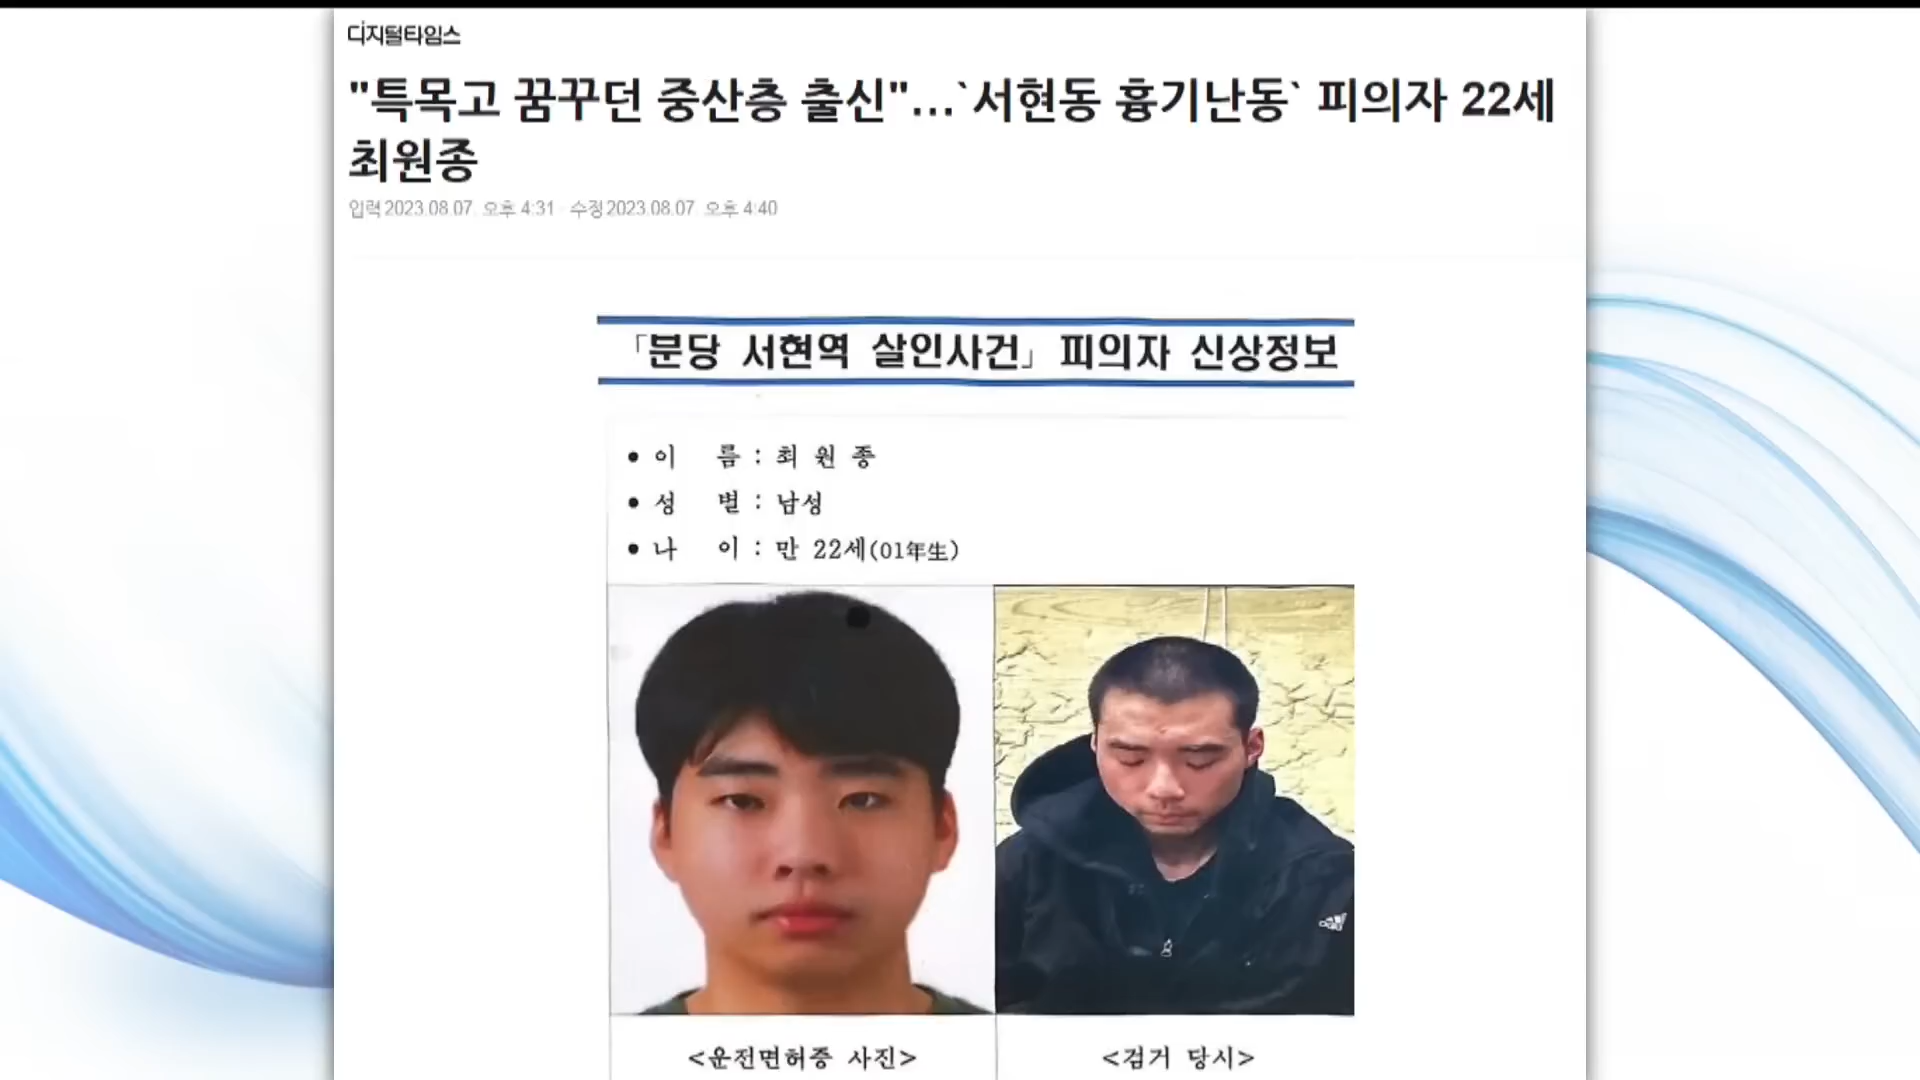 디지털타임스
"특목고 꿈꾸던 중산층 출신"...`서현동 흉기난동` 피의자 22세
최원종
입력 2023.08.07. 오후 4:31 · 수정 2023.08.07. 오후 4:40
「분당 서현역 살인사건」 피의자 신상정보
• 이 름 : 최 원 종
• 성 별 : 남성
• 나 이 : 만 22세(01年生)
<운전면허증 사진> <검거 당시>